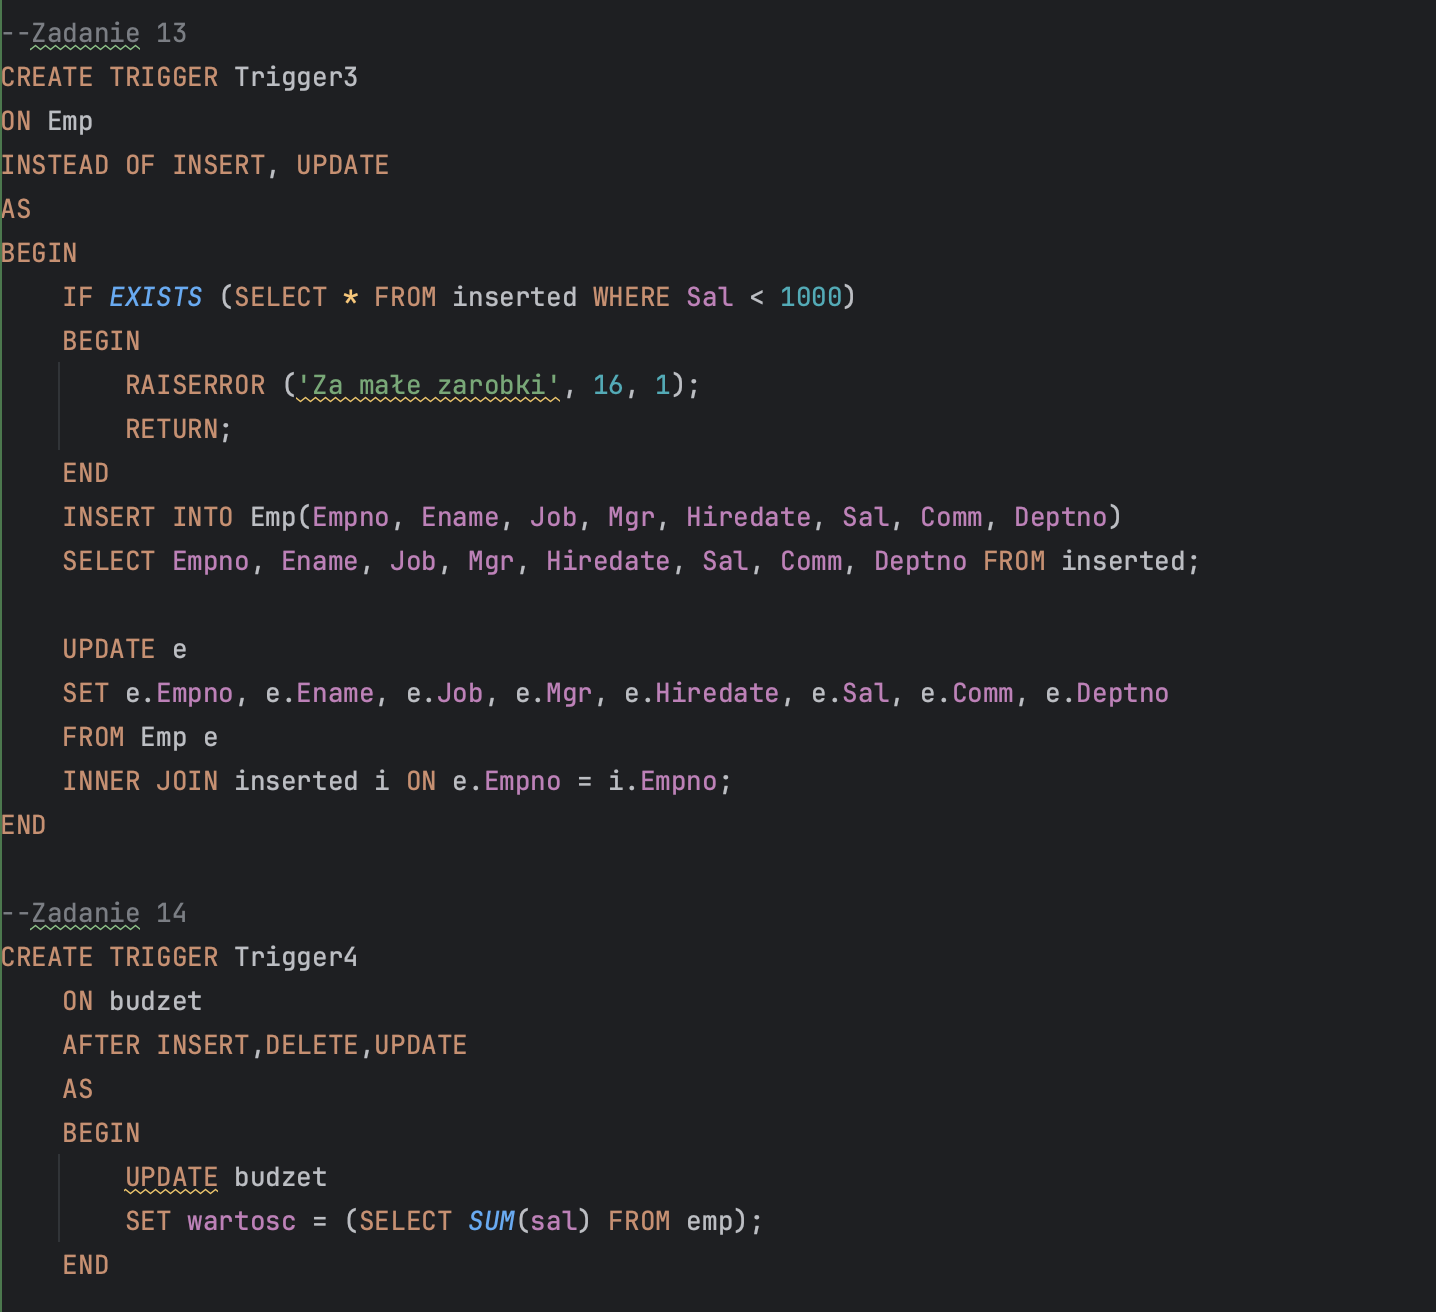 --Zadanie 13
CREATE TRIGGER Trigger3
ON Emp
INSTEAD OF INSERT, UPDATE
AS
BEGIN
    IF EXISTS (SELECT * FROM inserted WHERE Sal < 1000)
    BEGIN
        RAISERROR ('Za małe zarobki', 16, 1);
        RETURN;
    END
    INSERT INTO Emp(Empno, Ename, Job, Mgr, Hiredate, Sal, Comm, Deptno)
    SELECT Empno, Ename, Job, Mgr, Hiredate, Sal, Comm, Deptno FROM inserted;

    UPDATE e
    SET e.Empno, e.Ename, e.Job, e.Mgr, e.Hiredate, e.Sal, e.Comm, e.Deptno
    FROM Emp e
    INNER JOIN inserted i ON e.Empno = i.Empno;
END

--Zadanie 14
CREATE TRIGGER Trigger4
    ON budzet
    AFTER INSERT,DELETE,UPDATE
    AS
    BEGIN
        UPDATE budzet
        SET wartosc = (SELECT SUM(sal) FROM emp);
    END